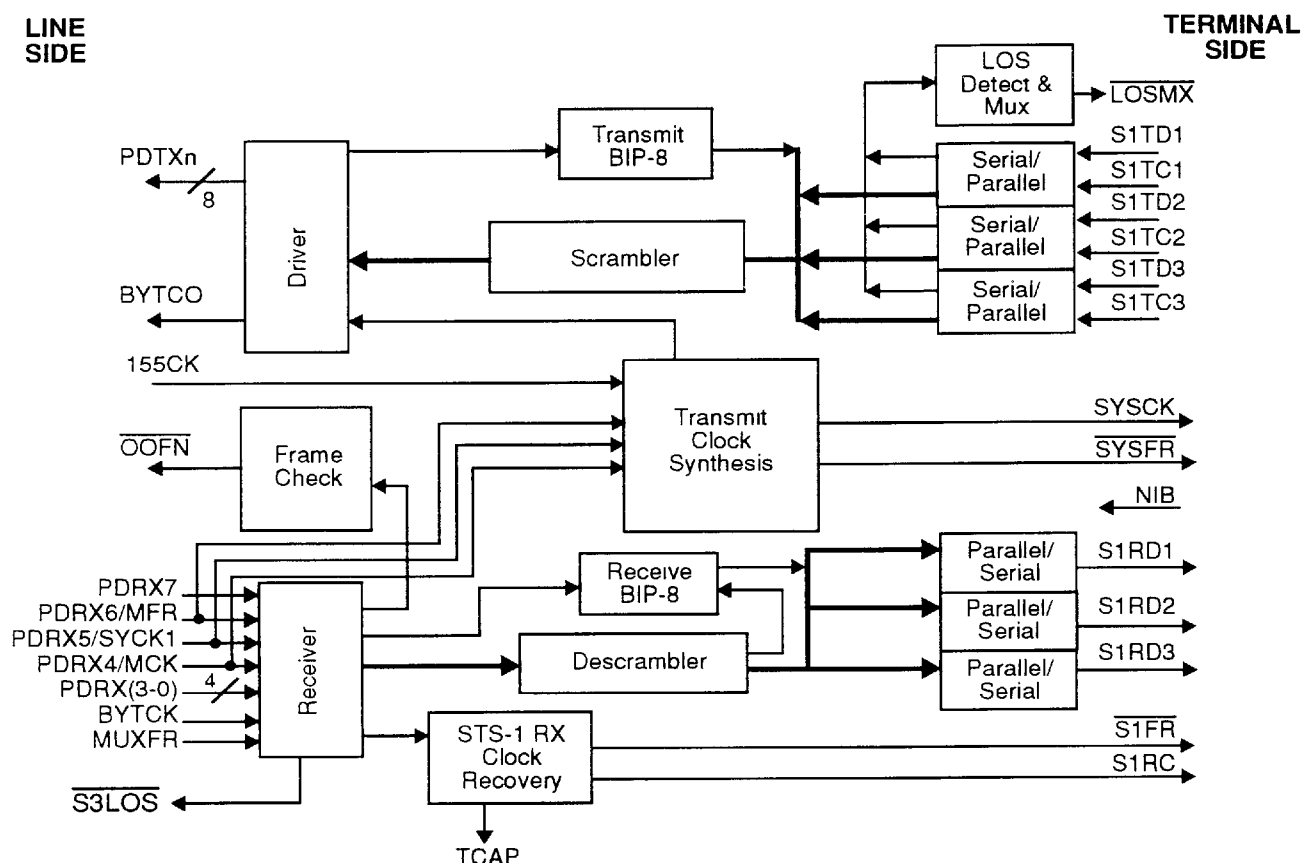 LINE
SIDE
TERMINAL
SIDE
LOS
Detect &
Mux
LOSMX
Transmit
BIP-8
PDTXn
8
Driver
Scrambler
BYTCO
Serial/
Parallel
Serial/
Parallel
Serial/
Parallel
S1TD1
S1TC1
S1TD2
S1TC2
S1TD3
S1TC3
155CK
Transmit
Clock
Synthesis
SYSCK
SYSFR
NIB
OOFN
Frame
Check
PDRX7
PDRX6/MFR
PDRX5/SYCK1
PDRX4/MCK
PDRX(3-0)
4
BYTCK
MUXFR
Receiver
Receive
BIP-8
Descrambler
Parallel/
Serial
Parallel/
Serial
Parallel/
Serial
S1RD1
S1RD2
S1RD3
STS-1 RX
Clock
Recovery
S1FR
S1RC
S3LOS
TCAP